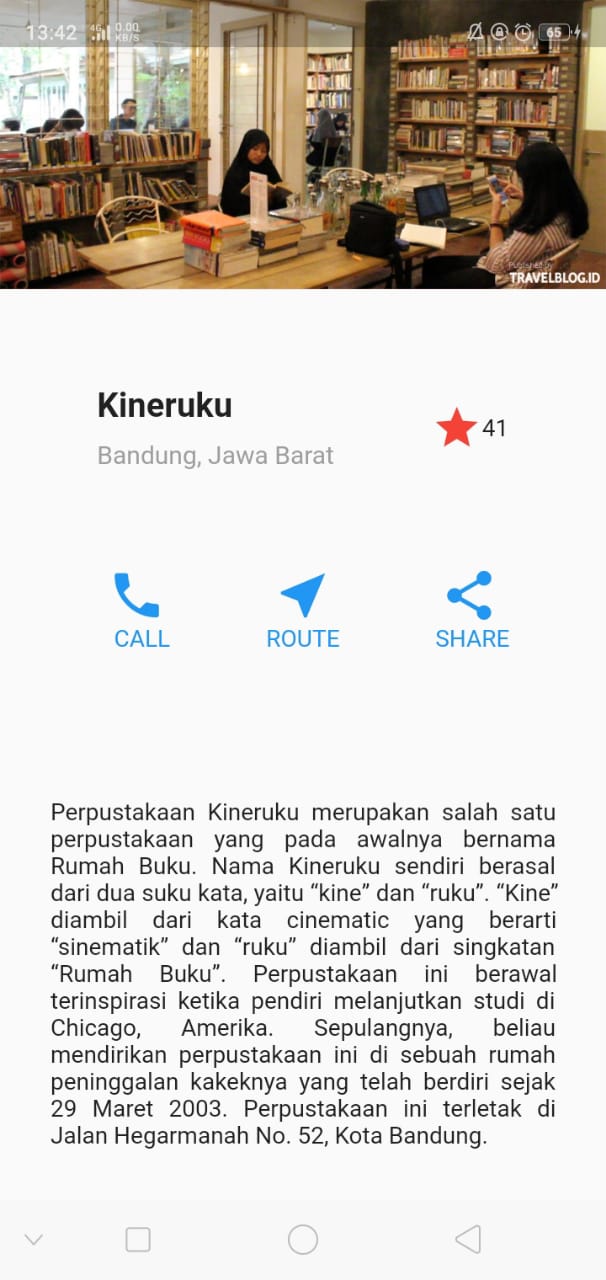 13:42 4G 0.00 KB/S 65
Published by
TRAVELBLOG.ID
Kineruku
Bandung, Jawa Barat
41
CALL ROUTE SHARE
Perpustakaan Kineruku merupakan salah satu
perpustakaan yang pada awalnya bernama
Rumah Buku. Nama Kineruku sendiri berasal
dari dua suku kata, yaitu “kine” dan “ruku”. “Kine”
diambil dari kata cinematic yang berarti
“sinematik” dan “ruku” diambil dari singkatan
“Rumah Buku”. Perpustakaan ini berawal
terinspirasi ketika pendiri melanjutkan studi di
Chicago, Amerika. Sepulangnya, beliau
mendirikan perpustakaan ini di sebuah rumah
peninggalan kakeknya yang telah berdiri sejak
29 Maret 2003. Perpustakaan ini terletak di
Jalan Hegarmanah No. 52, Kota Bandung.